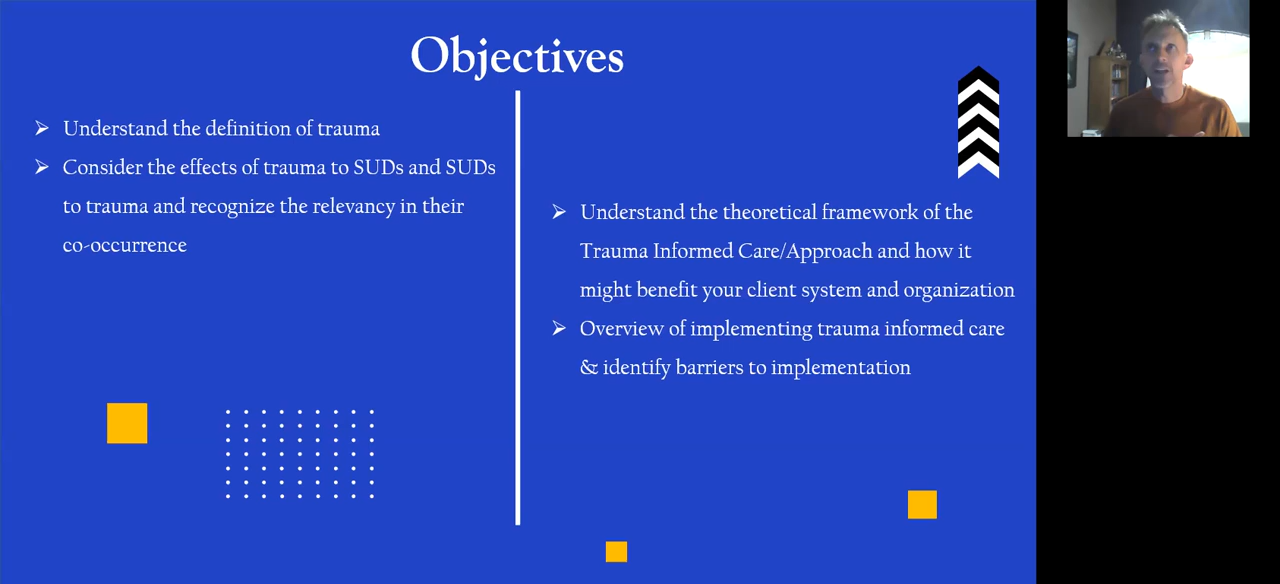 Objectives
Understand the definition of trauma
Consider the effects of trauma to SUDs and SUDs
to trauma and recognize the relevancy in their
co-occurrence
Understand the theoretical framework of the
Trauma Informed Care/Approach and how it
might benefit your client system and organization
Overview of implementing trauma informed care
& identify barriers to implementation